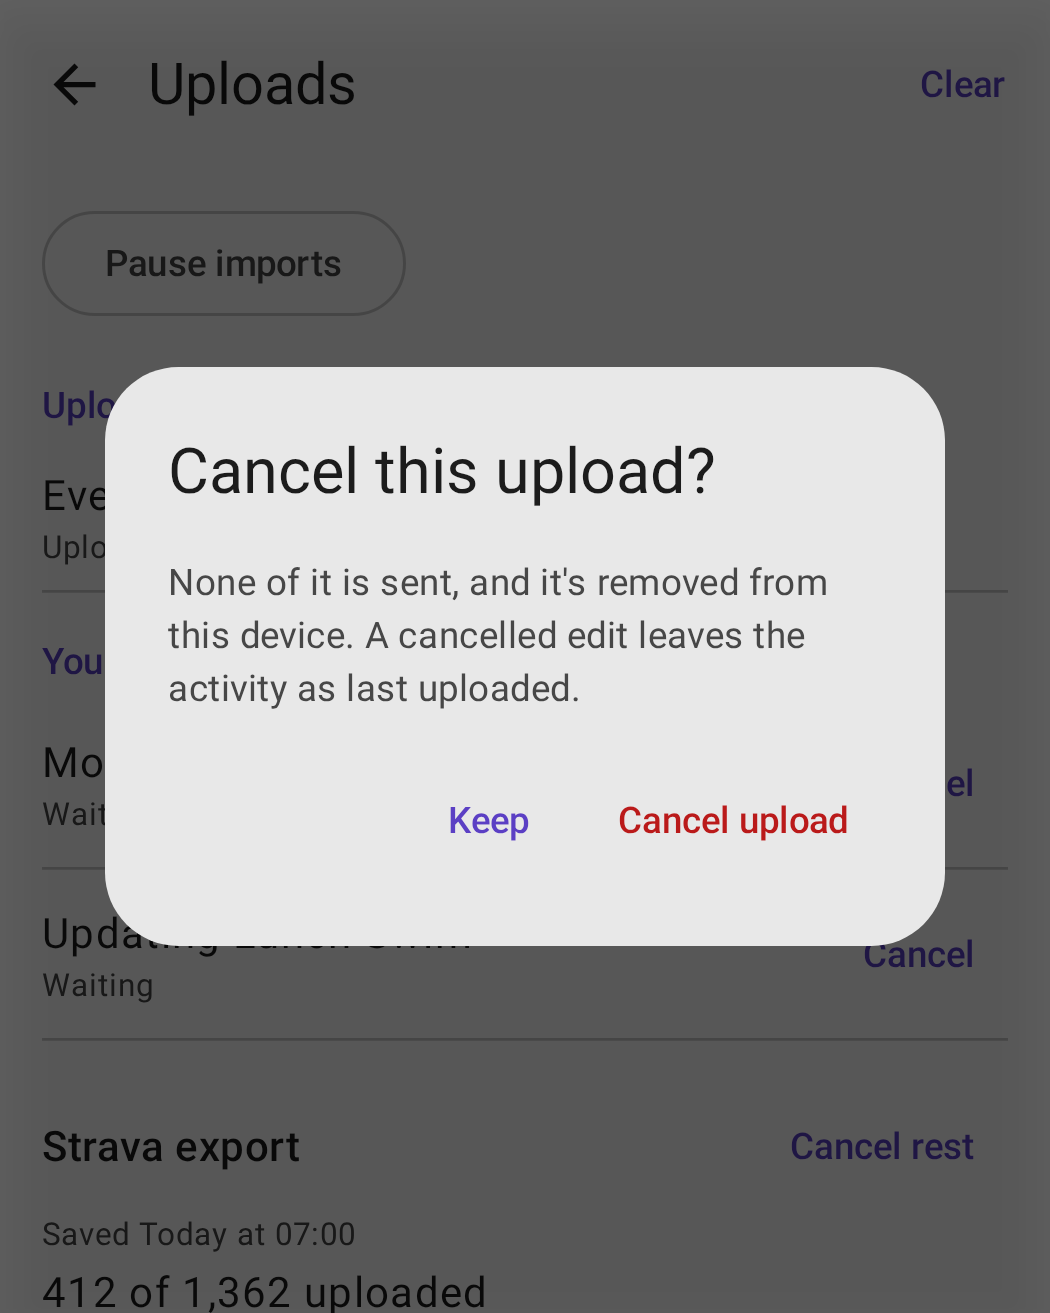 Uploads
Clear
Pause imports
Cancel this upload?
None of it is sent, and it's removed from
this device. A cancelled edit leaves the
activity as last uploaded.
Keep
Cancel upload
Waiting
Cancel
Strava export
Cancel rest
Saved Today at 07:00
412 of 1,362 uploaded